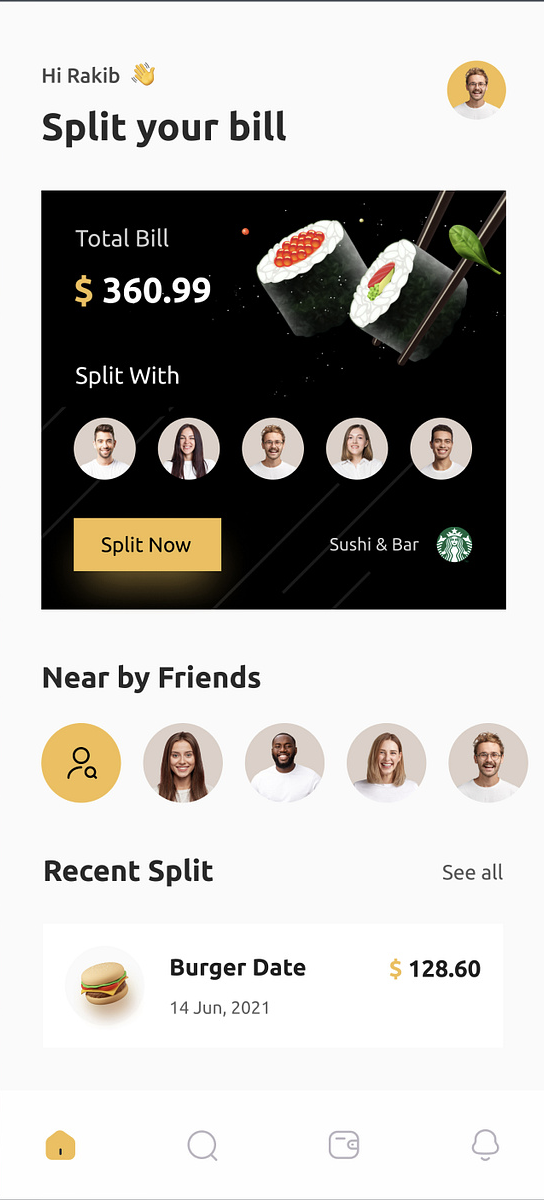 Hi Rakib 👋
Split your bill
Total Bill
$ 360.99
Split With
Split Now
Sushi & Bar
Near by Friends
Recent Split
See all
Burger Date
$ 128.60
14 Jun, 2021